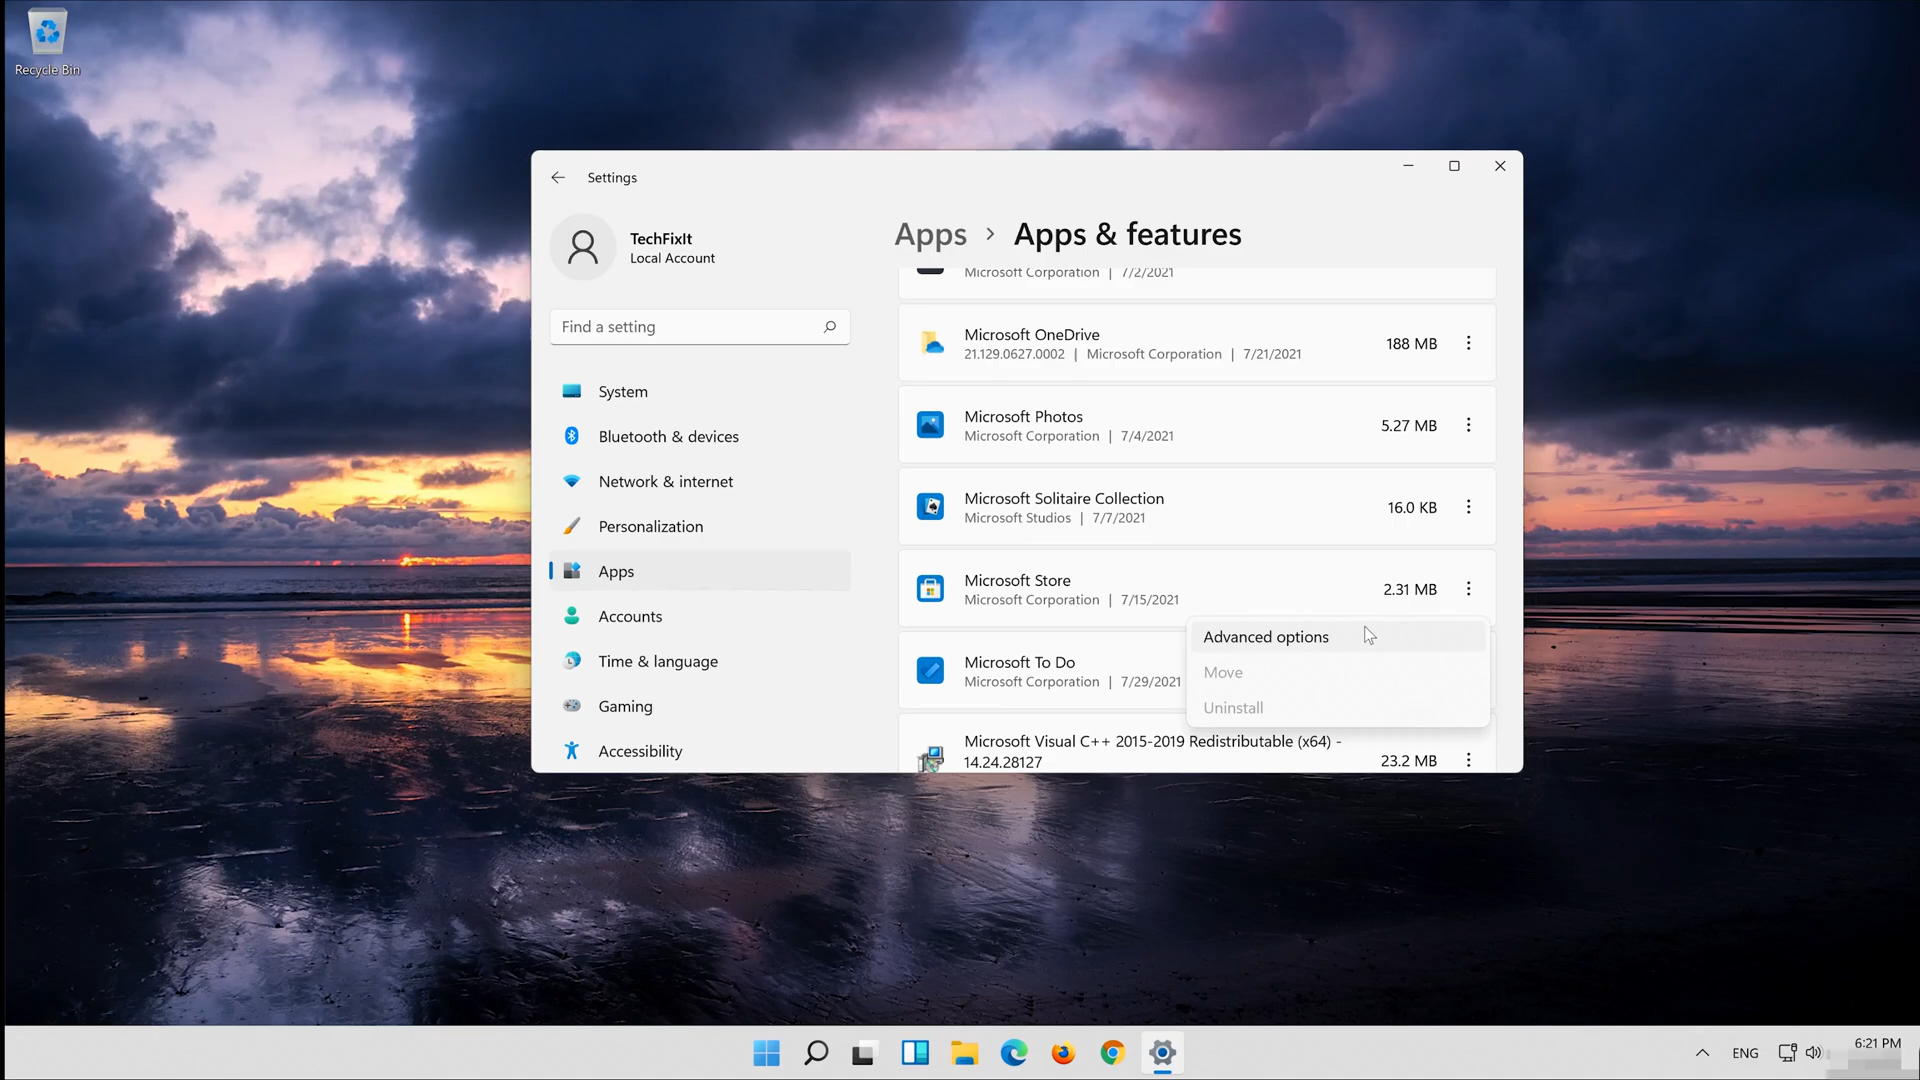 Recycle Bin
Settings
TechFixIt
Local Account
Find a setting
System
Bluetooth & devices
Network & internet
Personalization
Apps
Accounts
Time & language
Gaming
Accessibility
Apps > Apps & features
Microsoft Corporation | 7/2/2021
Microsoft OneDrive
21.129.0627.0002 | Microsoft Corporation | 7/21/2021
188 MB
Microsoft Photos
Microsoft Corporation | 7/4/2021
5.27 MB
Microsoft Solitaire Collection
Microsoft Studios | 7/7/2021
16.0 KB
Microsoft Store
Microsoft Corporation | 7/15/2021
2.31 MB
Advanced options
Move
Uninstall
Microsoft To Do
Microsoft Corporation | 7/29/2021
Microsoft Visual C++ 2015-2019 Redistributable (x64) -
14.24.28127
23.2 MB
ENG
6:21 PM